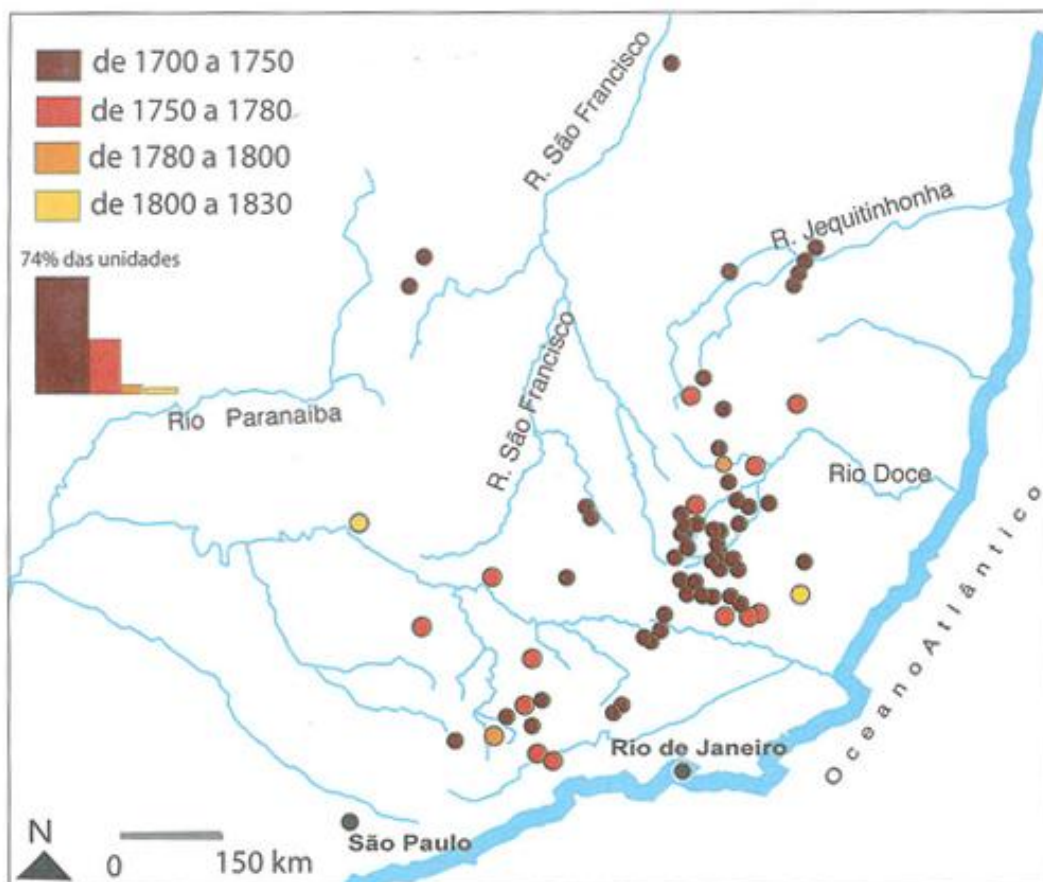 de 1700 a 1750
de 1750 a 1780
de 1780 a 1800
de 1800 a 1830
74% das unidades
R. São Francisco
R. Jequitinhonha
R. São Francisco
Rio Paranaiba
Rio Doce
Oceano Atlântico
Rio de Janeiro
São Paulo
N
0 150 km